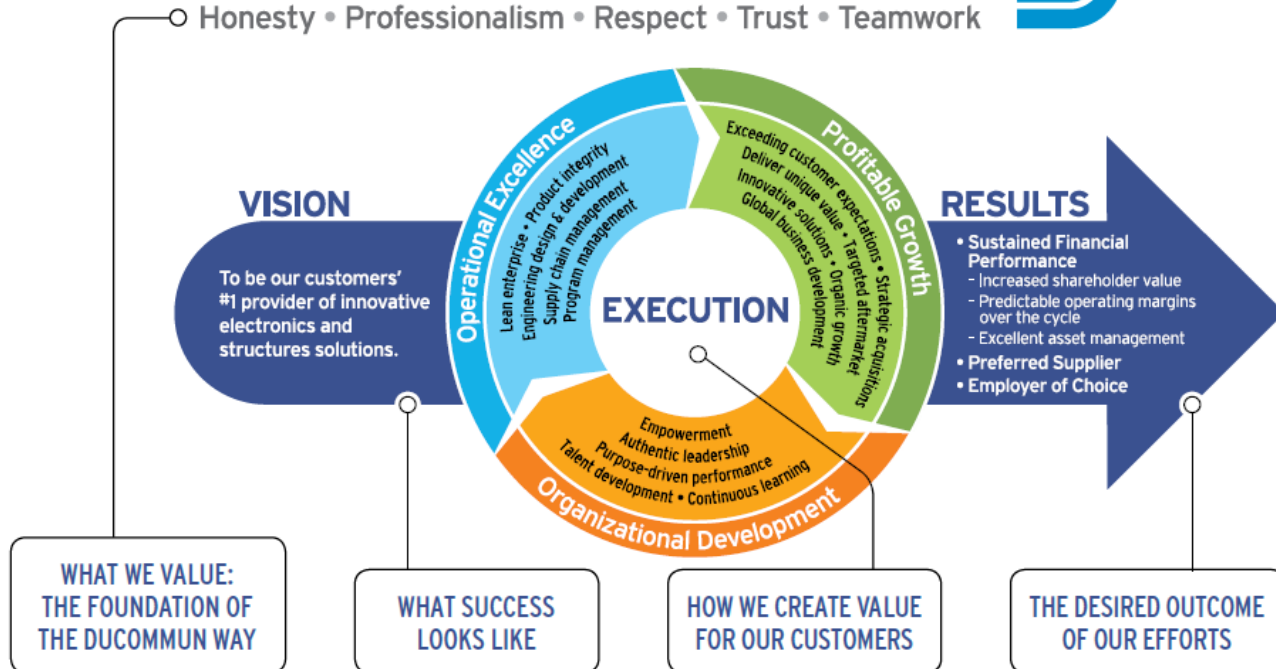 Honesty • Professionalism • Respect • Trust • Teamwork
VISION
To be our customers'
#1 provider of innovative
electronics and
structures solutions.
Operational Excellence
Lean enterprise • Product integrity
Engineering design & development
Supply chain management
Program management
Profitable Growth
Exceeding customer expectations • Strategic acquisitions
Deliver unique value • Targeted aftermarket
Innovative solutions • Organic growth
Global business development
EXECUTION
Empowerment
Authentic leadership
Purpose-driven performance
Talent development • Continuous learning
Organizational Development
RESULTS
• Sustained Financial
Performance
- Increased shareholder value
- Predictable operating margins
over the cycle
- Excellent asset management
• Preferred Supplier
• Employer of Choice
WHAT WE VALUE:
THE FOUNDATION OF
THE DUCOMMUN WAY
WHAT SUCCESS
LOOKS LIKE
HOW WE CREATE VALUE
FOR OUR CUSTOMERS
THE DESIRED OUTCOME
OF OUR EFFORTS